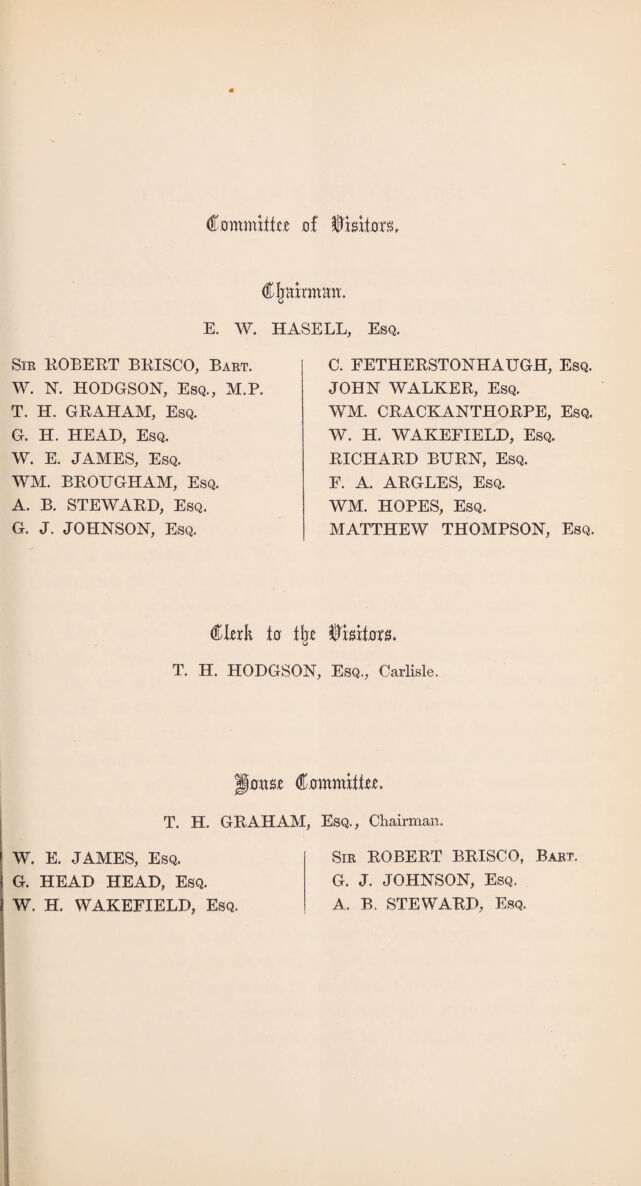 Committee of Visitors.
Chairman.
E. W. HASELL, Esq.
Sir ROBERT BRISCO, Bart.
W. N. HODGSON, Esq., M.P.
T. H. GRAHAM, Esq.
G. H. HEAD, Esq.
W. E. JAMES, Esq.
WM. BROUGHAM, Esq.
A. B. STEWARD, Esq.
G. J. JOHNSON, Esq.
C. FETHERSTONHAUGH, Esq.
JOHN WALKER, Esq.
WM. CRACKANTHORPE, Esq.
W. H. WAKEFIELD, Esq.
RICHARD BURN, Esq.
F. A. ARGLES, Esq.
WM. HOPES, Esq.
MATTHEW THOMPSON, Esq.
Clerk to the Visitors.
T. H. HODGSON, Esq., Carlisle.
House Committee.
T. H. GRAHAM, Esq., Chairman.
W. E. JAMES, Esq.
G. HEAD HEAD, Esq.
W. H. WAKEFIELD, Esq.
Sir ROBERT BRISCO, Bart.
G. J. JOHNSON, Esq.
A. B. STEWARD, Esq.